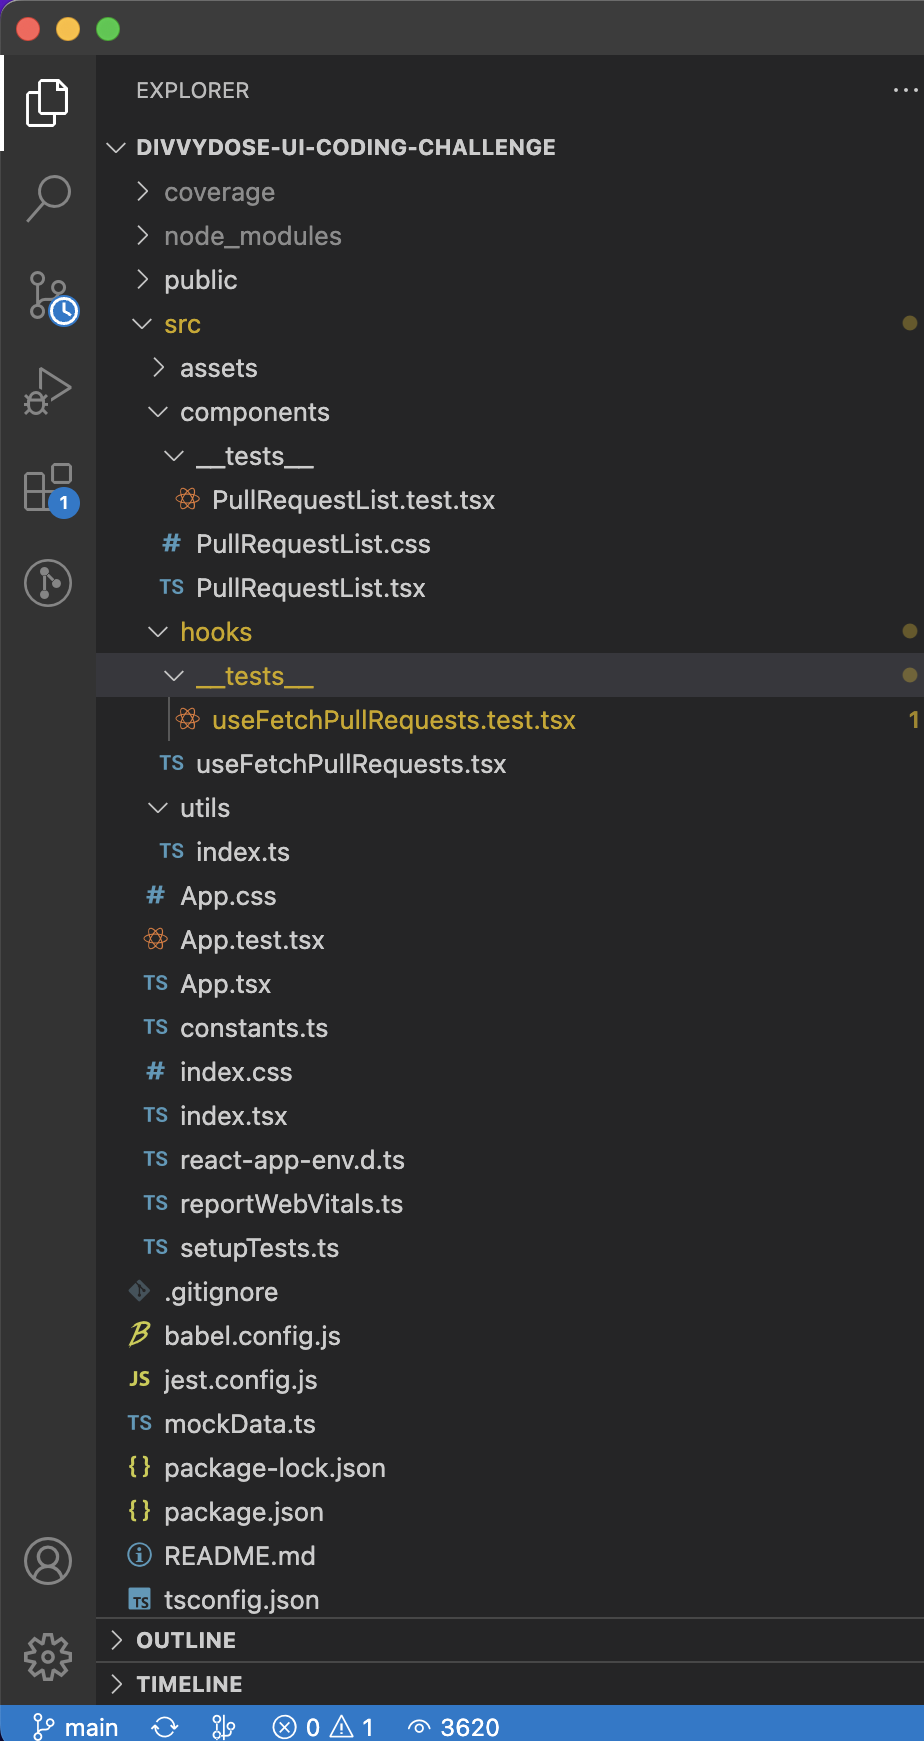 EXPLORER
DIVVYDOSE-UI-CODING-CHALLENGE
coverage
node_modules
public
src
assets
components
__tests__
PullRequestList.test.tsx
# PullRequestList.css
TS PullRequestList.tsx
hooks
__tests__
useFetchPullRequests.test.tsx 1
TS useFetchPullRequests.tsx
1
utils
TS index.ts
# App.css
App.test.tsx
TS App.tsx
TS constants.ts
# index.css
TS index.tsx
TS react-app-env.d.ts
TS reportWebVitals.ts
TS setupTests.ts
.gitignore
B babel.config.js
JS jest.config.js
TS mockData.ts
{} package-lock.json
{} package.json
README.md
TS tsconfig.json
OUTLINE
TIMELINE
main 0 1 3620